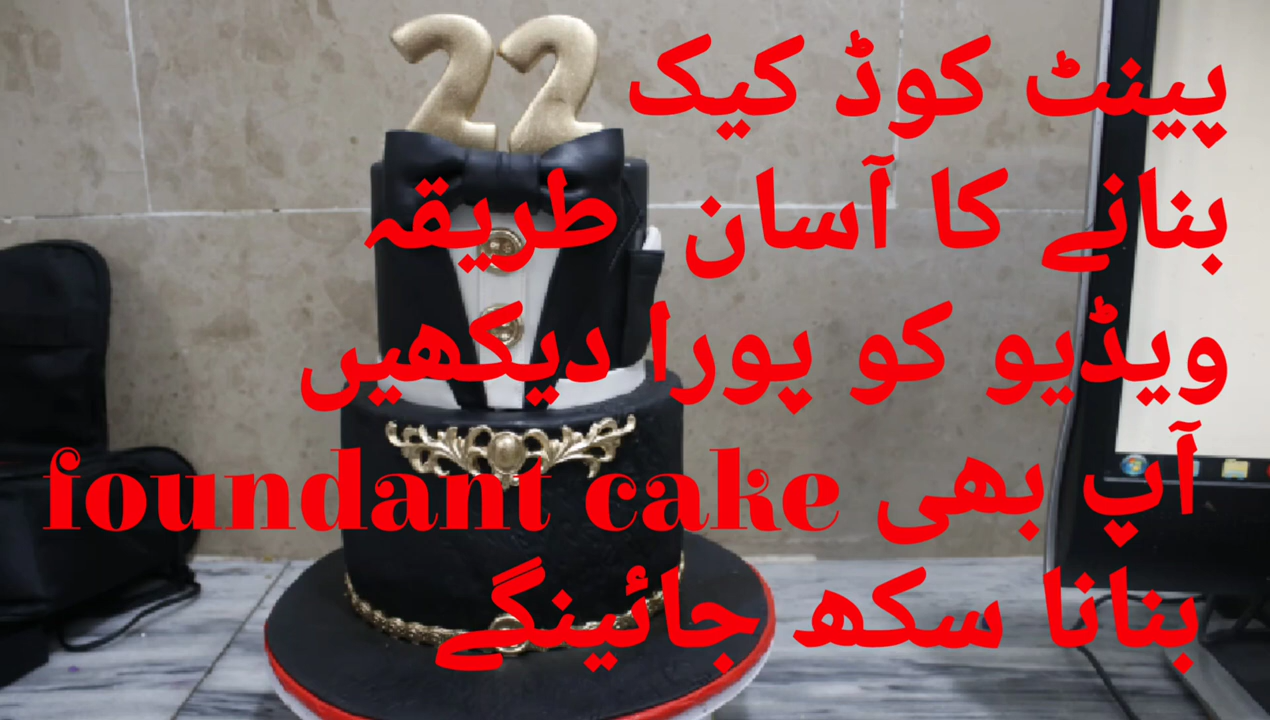 22
پینٹ کوڈ کیک
بنانے کا آسان طریقہ
ویڈیو کو پورا دیکھیں
آپ بھی foundant cake
بنانا سکھ جائینگے